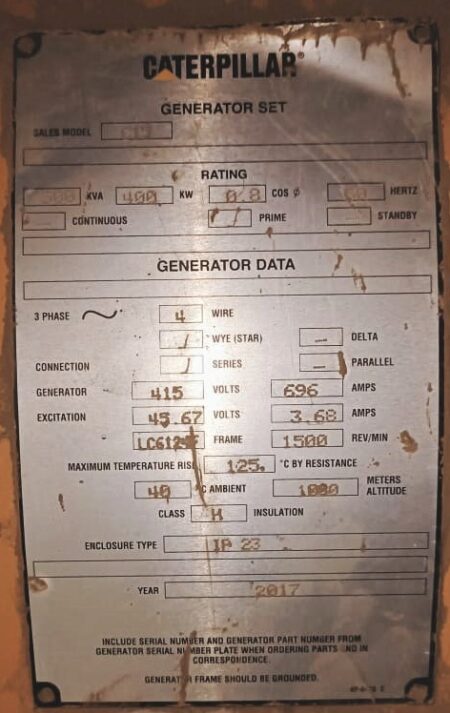 CATERPILLAR®
GENERATOR SET
SALES MODEL
RATING
500 KVA 400 KW 0.8 COS ø 50 HERTZ
— CONTINUOUS / PRIME STANDBY
GENERATOR DATA
3 PHASE ~ 4 WIRE
/ WYE (STAR) — DELTA
CONNECTION / SERIES — PARALLEL
GENERATOR 415 VOLTS 696 AMPS
EXCITATION 45.67 VOLTS 3.68 AMPS
FRAME 1500 REV/MIN
MAXIMUM TEMPERATURE RISE 125. °C BY RESISTANCE
40 °C AMBIENT 1000 METERS ALTITUDE
CLASS H INSULATION
ENCLOSURE TYPE IP 23
YEAR 2017
INCLUDE SERIAL NUMBER AND GENERATOR PART NUMBER FROM
GENERATOR SERIAL NUMBER PLATE WHEN ORDERING PARTS AND IN
CORRESPONDENCE.
GENERATOR FRAME SHOULD BE GROUNDED.